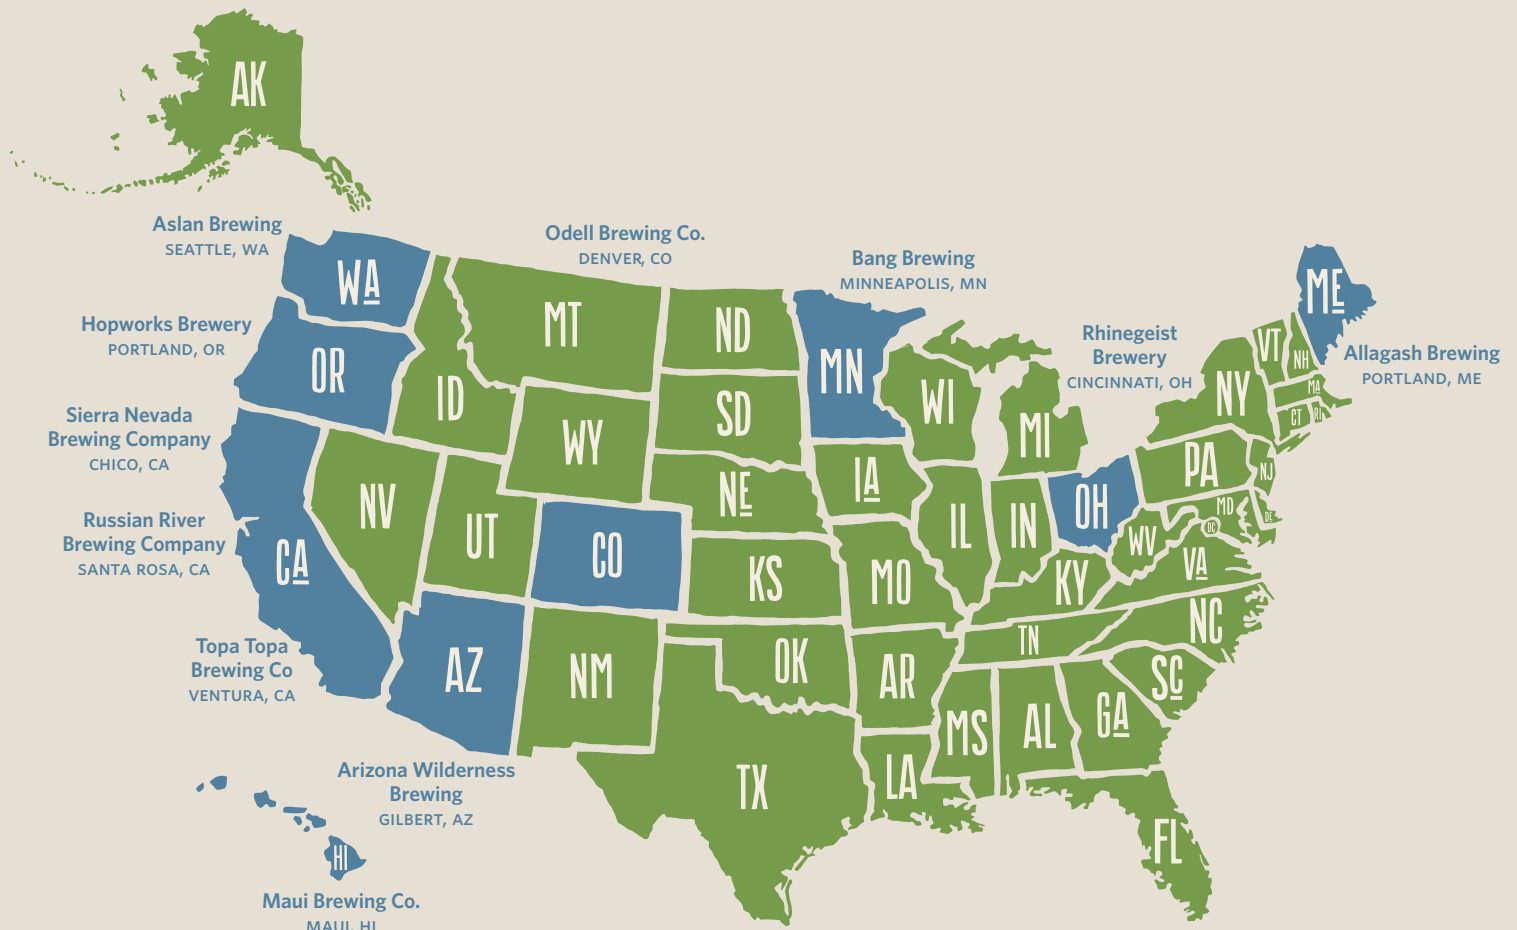 AK
Aslan Brewing
SEATTLE, WA
Odell Brewing Co.
DENVER, CO
Bang Brewing
MINNEAPOLIS, MN
Hopworks Brewery
PORTLAND, OR
Rhinegeist
Brewery
CINCINNATI, OH
Allagash Brewing
PORTLAND, ME
Sierra Nevada
Brewing Company
CHICO, CA
Russian River
Brewing Company
SANTA ROSA, CA
Topa Topa
Brewing Co
VENTURA, CA
Arizona Wilderness
Brewing
GILBERT, AZ
Maui Brewing Co.
MAUI, HI
WA
OR
CA
ID
MT
ND
MN
WI
MI
ME
VT
NH
NY
MA
CT
RI
NV
UT
WY
SD
NE
IA
IL
IN
OH
PA
NJ
MD
DE
DC
CO
KS
MO
KY
WV
VA
AZ
NM
OK
AR
TN
NC
SC
TX
LA
MS
AL
GA
FL
HI